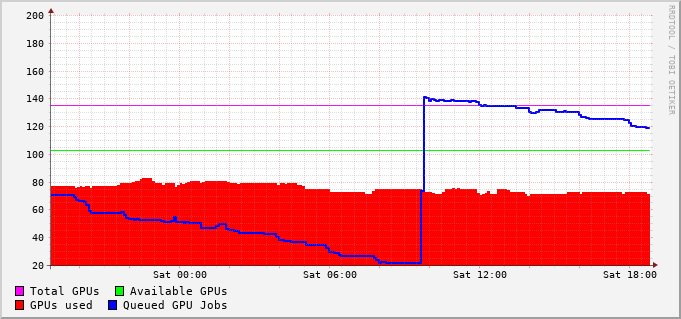 RRDTOOL / TOBI OETIKER
200
180
160
140
120
100
80
60
40
20
Sat 00:00 Sat 06:00 Sat 12:00 Sat 18:00
Total GPUs Available GPUs
GPUs used Queued GPU Jobs